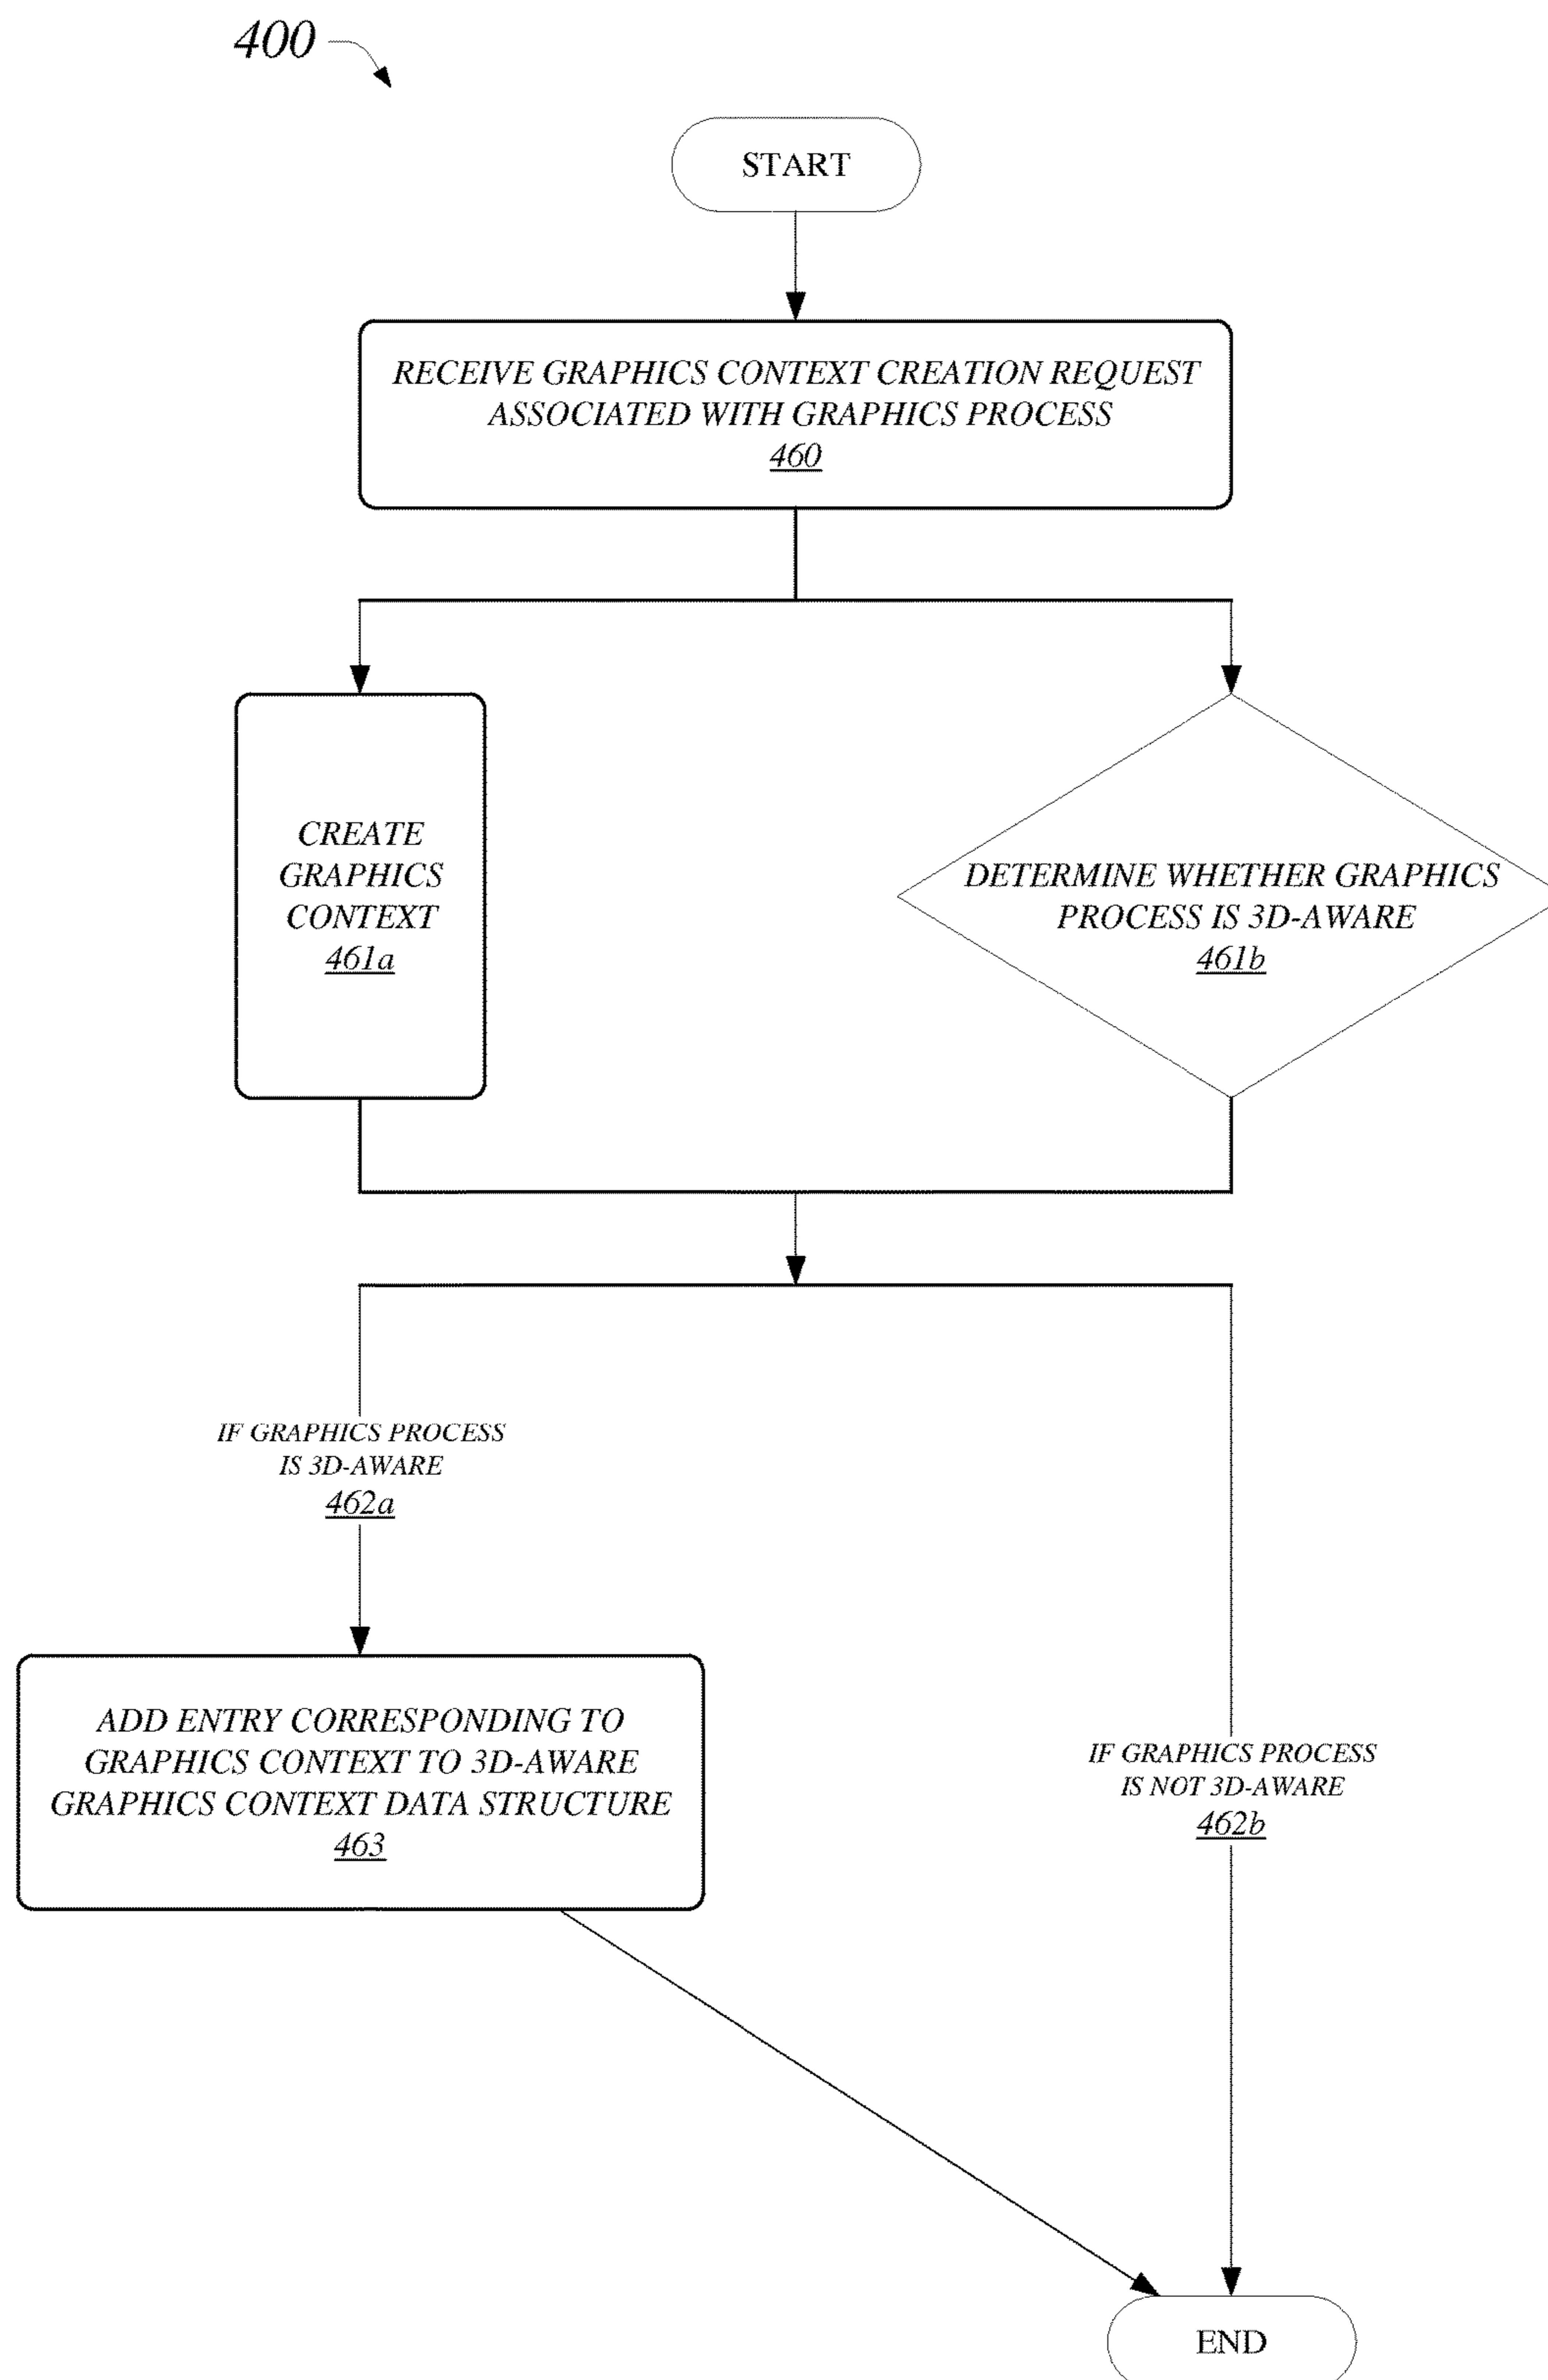 400
START
RECEIVE GRAPHICS CONTEXT CREATION REQUEST
ASSOCIATED WITH GRAPHICS PROCESS
460
CREATE
GRAPHICS
CONTEXT
461a
DETERMINE WHETHER GRAPHICS
PROCESS IS 3D-AWARE
461b
IF GRAPHICS PROCESS
IS 3D-AWARE
462a
ADD ENTRY CORRESPONDING TO
GRAPHICS CONTEXT TO 3D-AWARE
GRAPHICS CONTEXT DATA STRUCTURE
463
IF GRAPHICS PROCESS
IS NOT 3D-AWARE
462b
END